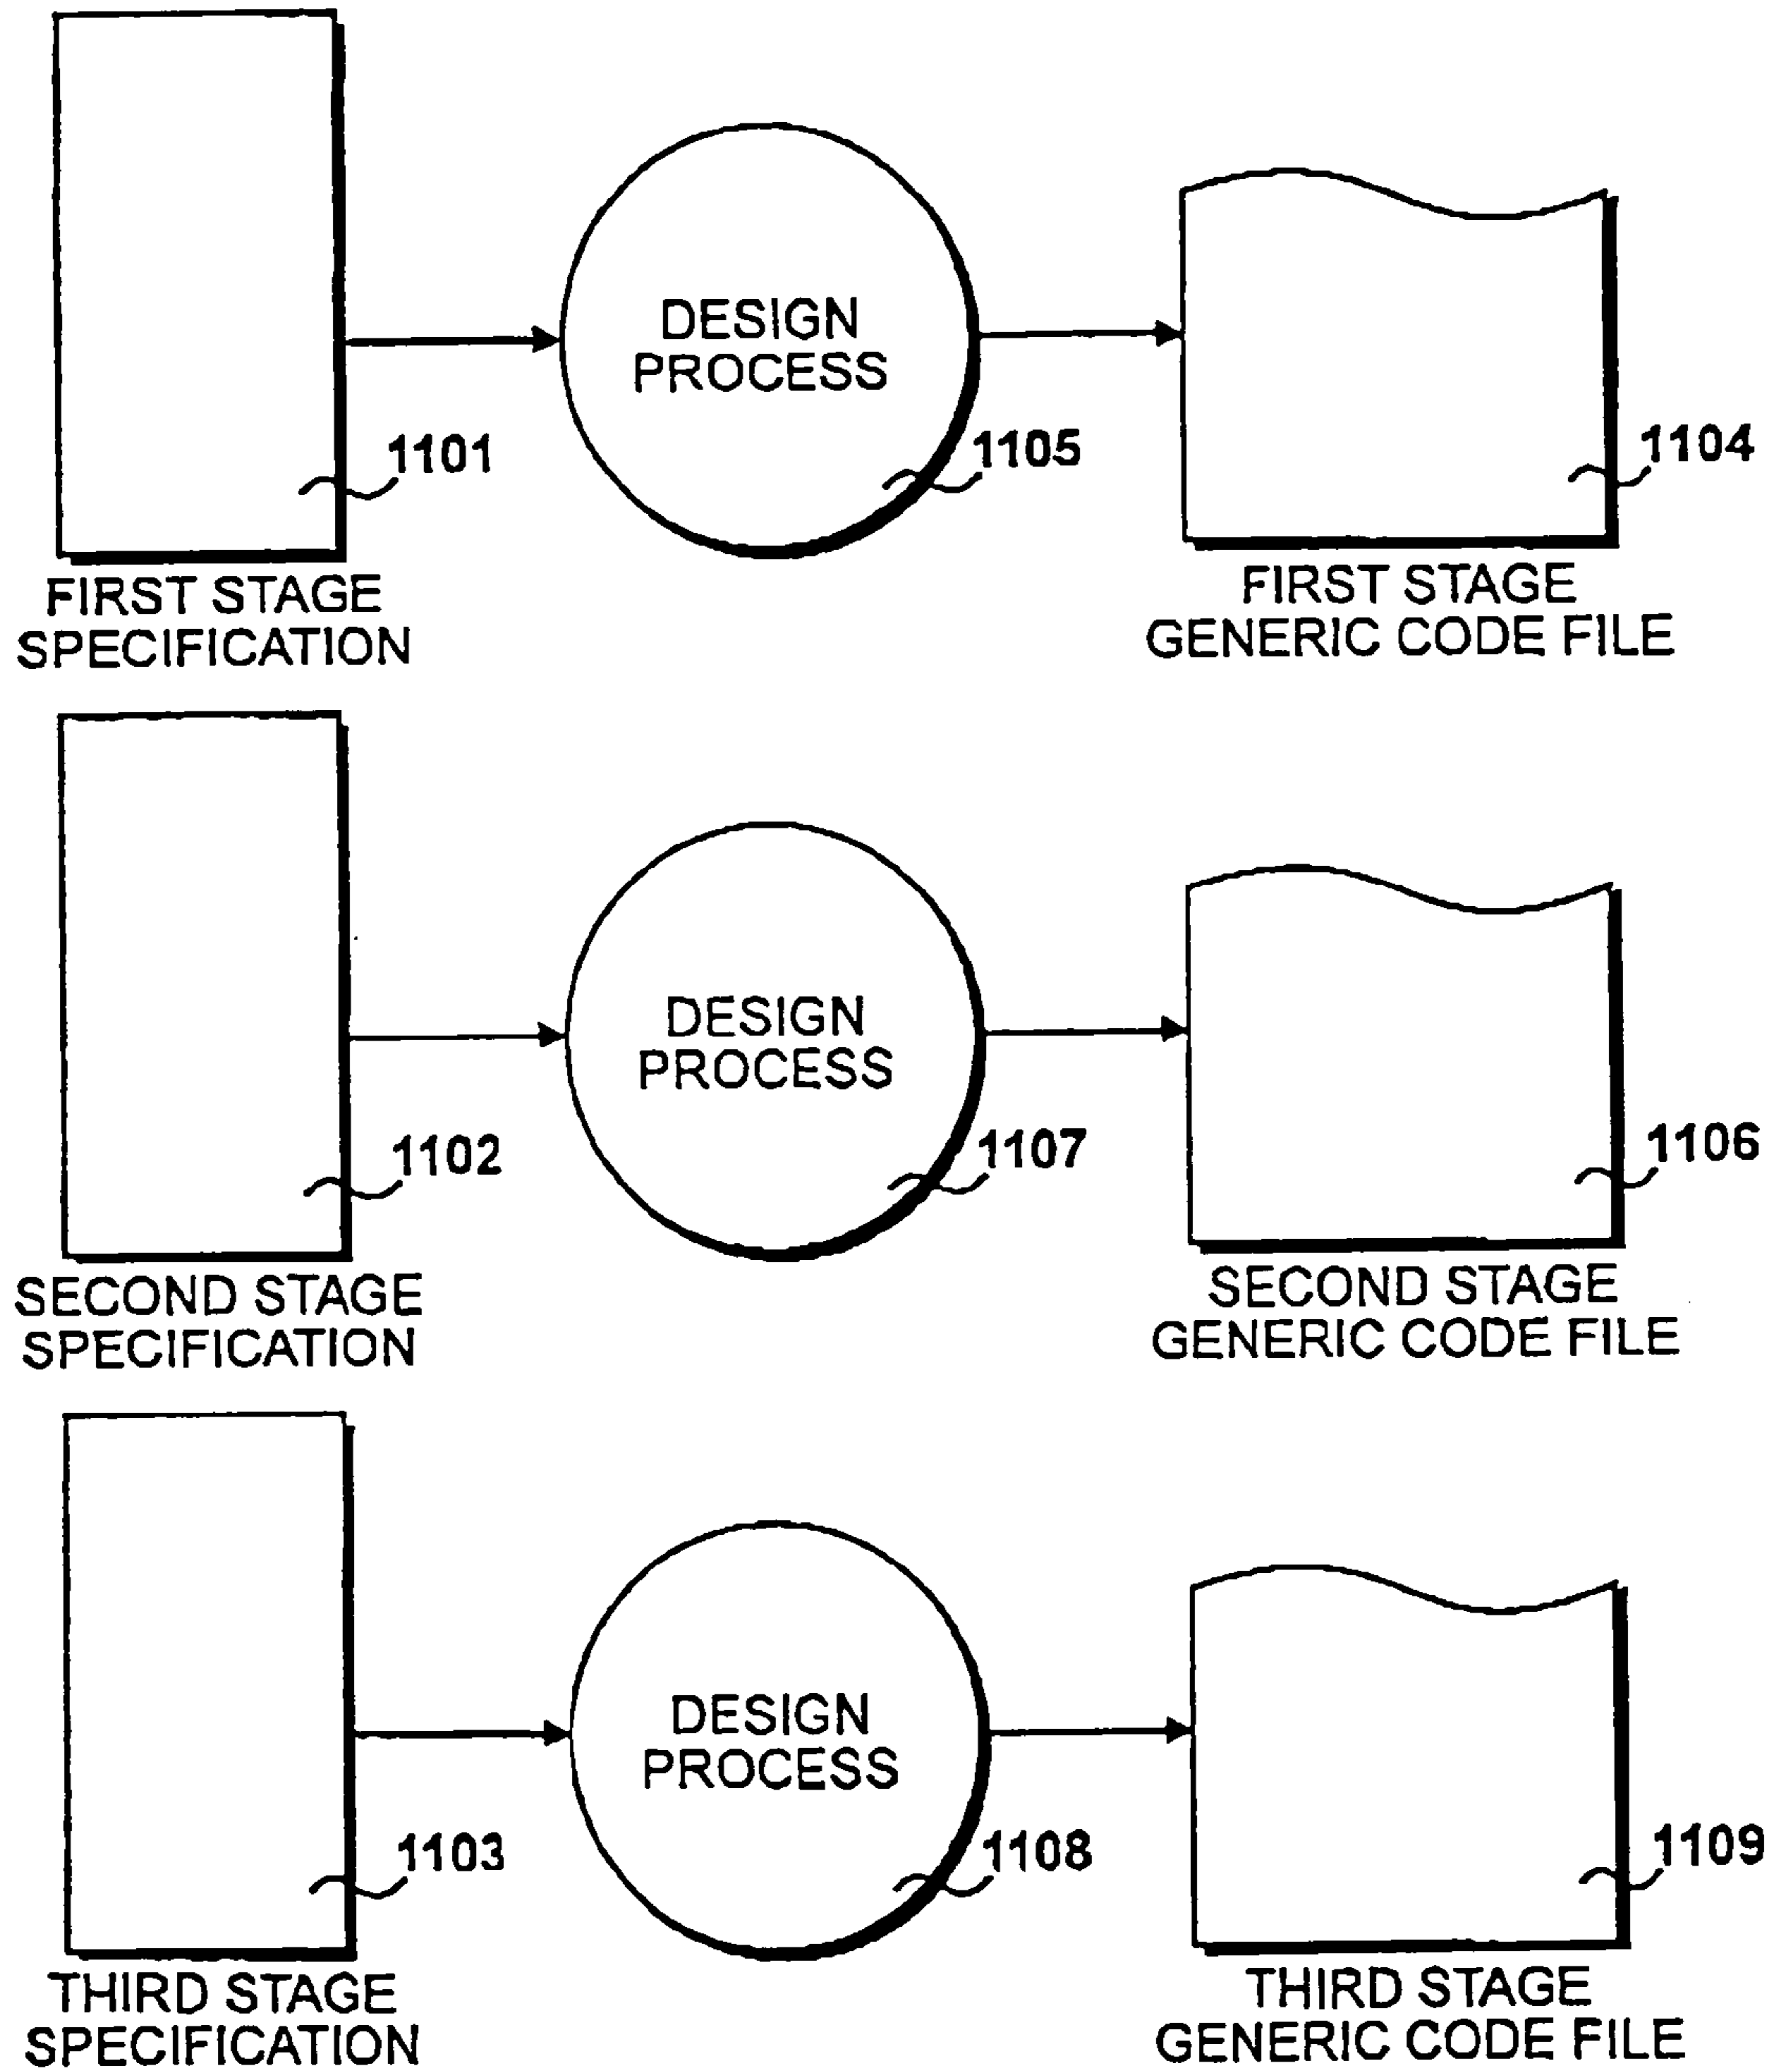 DESIGN
PROCESS
1101
1105
1104
FIRST STAGE
SPECIFICATION
FIRST STAGE
GENERIC CODE FILE
DESIGN
PROCESS
1102
1107
1106
SECOND STAGE
SPECIFICATION
SECOND STAGE
GENERIC CODE FILE
DESIGN
PROCESS
1103
1108
1109
THIRD STAGE
SPECIFICATION
THIRD STAGE
GENERIC CODE FILE